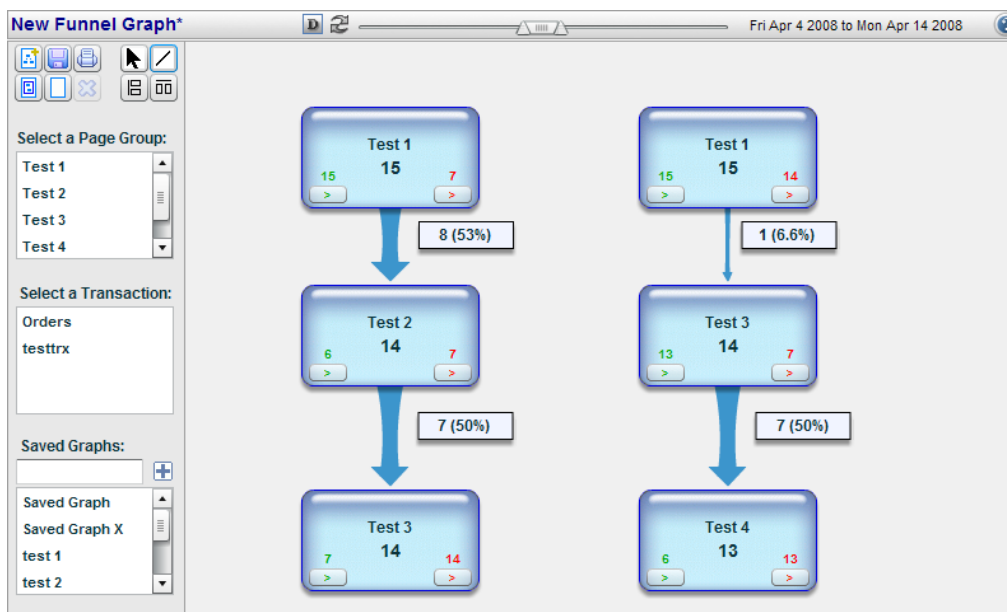 New Funnel Graph*
D
Fri Apr 4 2008 to Mon Apr 14 2008
Select a Page Group:
Test 1
Test 2
Test 3
Test 4
Select a Transaction:
Orders
testtrx
Saved Graphs:
Saved Graph
Saved Graph X
test 1
test 2
Test 1
15
15 7
> >
8 (53%)
Test 2
14
6 7
> >
7 (50%)
Test 3
14
7 14
> >
Test 1
15
15 14
> >
1 (6.6%)
Test 3
14
13 7
> >
7 (50%)
Test 4
13
6 13
> >